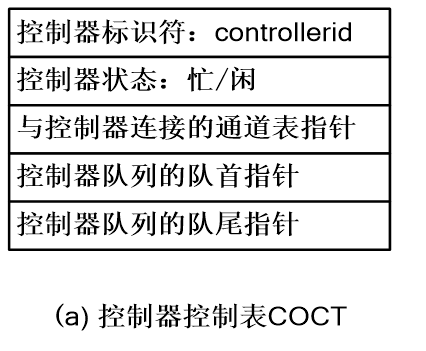 控制器标识符：controllerid
控制器状态：忙/闲
与控制器连接的通道表指针
控制器队列的队首指针
控制器队列的队尾指针
(a) 控制器控制表COCT